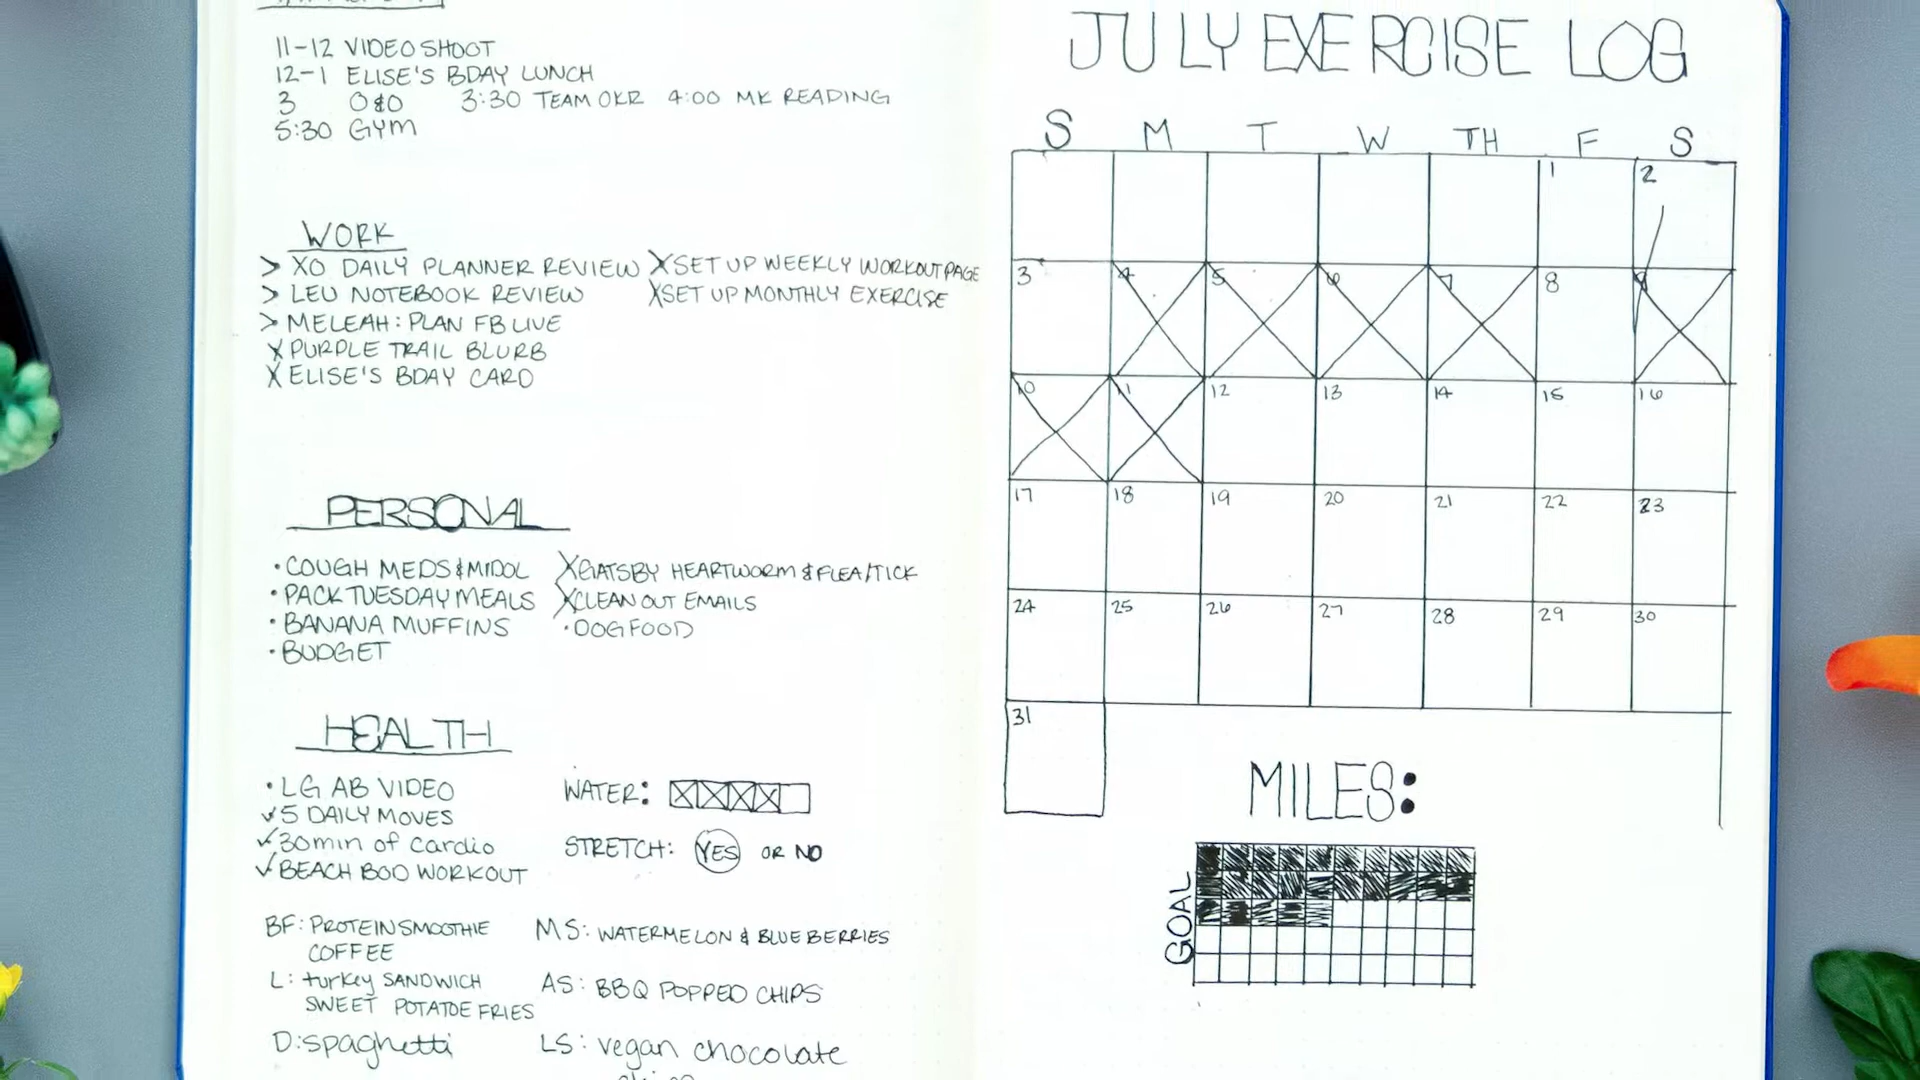 11-12 VIDEO SHOOT
12-1 ELISE'S BDAY LUNCH
3 O&O 3:30 TEAM OKR 4:00 MK READING
5:30 GYM
WORK
> XO DAILY PLANNER REVIEW
> LEU NOTEBOOK REVIEW
> MELEAH: PLAN FB LIVE
X PURPLE TRAIL BLURB
X ELISE'S BDAY CARD
X SET UP WEEKLY WORKOUT PAGE
X SET UP MONTHLY EXERCISE
PERSONAL
• COUGH MEDS & MIDOL
• PACK TUESDAY MEALS
• BANANA MUFFINS
• BUDGET
X GATSBY HEARTWORM & FLEA/TICK
X CLEAN OUT EMAILS
• DOG FOOD
HEALTH
• LG AB VIDEO
✓ 5 DAILY MOVES
✓ 30min of cardio
✓ BEACH BOD WORKOUT
WATER:
STRETCH: YES OR NO
BF: PROTEIN SMOOTHIE
COFFEE
L: turkey SANDWICH
SWEET POTATOE FRIES
D: spaghetti
MS: WATERMELON & BLUEBERRIES
AS: BBQ POPPED CHIPS
LS: vegan chocolate
JULY EXERCISE LOG
S M T W TH F S
1 2
3 4 5 6 7 8 9
10 11 12 13 14 15 16
17 18 19 20 21 22 23
24 25 26 27 28 29 30
31
MILES:
GOAL